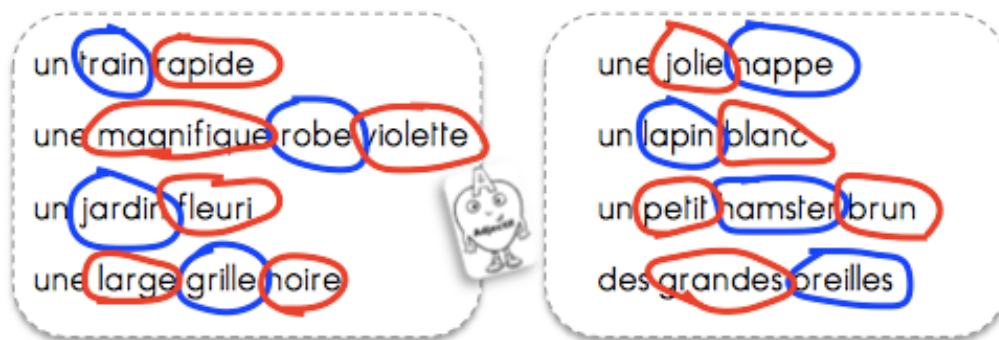 un train rapide
une magnifique robe violette
un jardin fleuri
une large grille noire
A
Adjectif
une jolie nappe
un lapin blanc
un petit hamster brun
des grandes oreilles